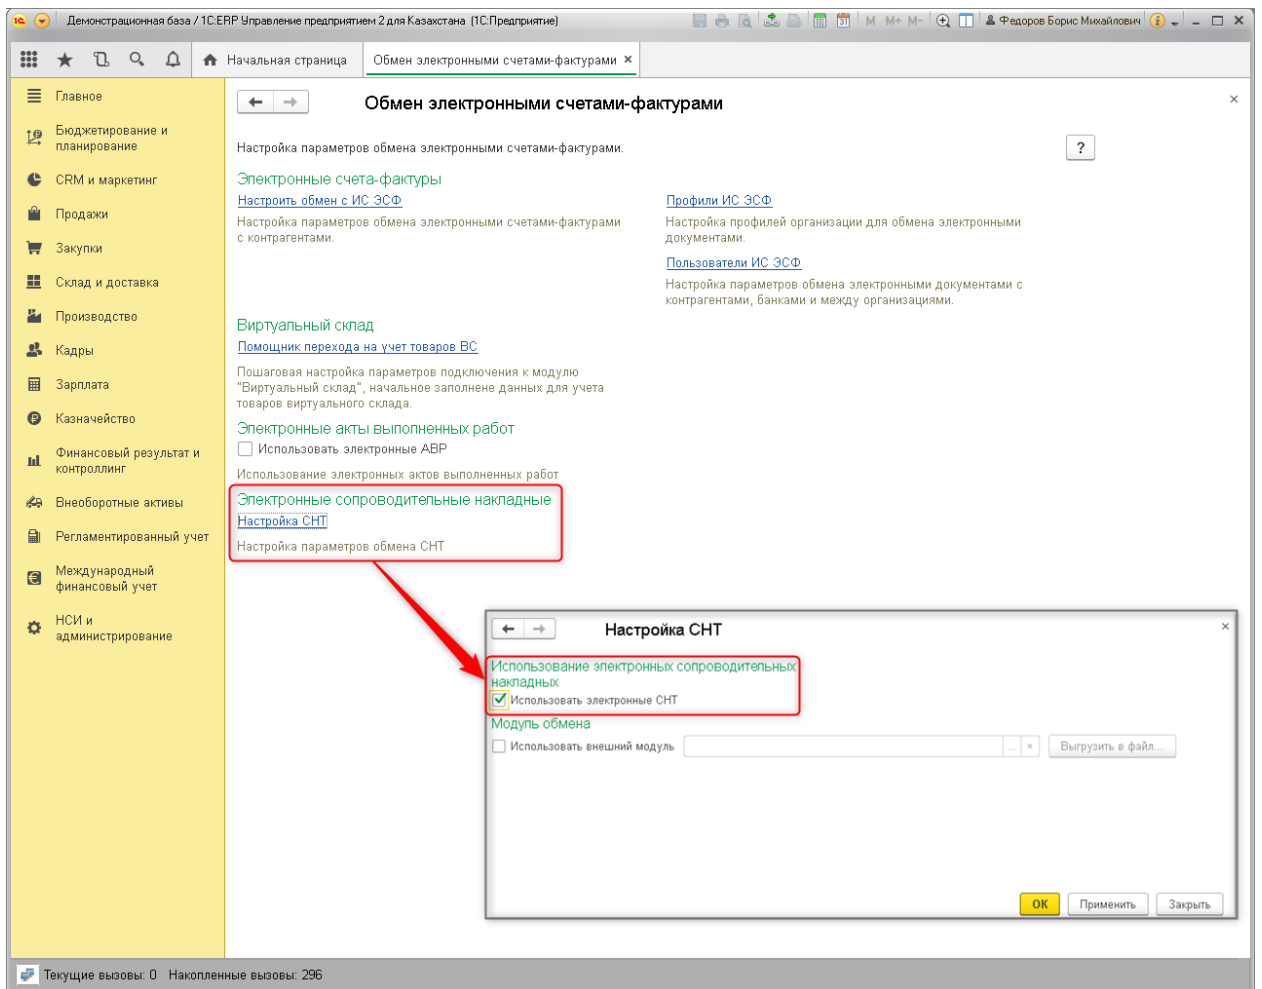 Демонстрационная база / 1C:ERP Управление предприятием 2 для Казахстана (1С:Предприятие)
M M+ M-
Федоров Борис Михайлович
Начальная страница
Обмен электронными счетами-фактурами ×
Главное
Бюджетирование и
планирование
CRM и маркетинг
Продажи
Закупки
Склад и доставка
Производство
Кадры
Зарплата
Казначейство
Финансовый результат и
контроллинг
Внеоборотные активы
Регламентированный учет
Международный
финансовый учет
НСИ и
администрирование
Обмен электронными счетами-фактурами
Настройка параметров обмена электронными счетами-фактурами.
?
Электронные счета-фактуры
Настроить обмен с ИС ЭСФ
Настройка параметров обмена электронными счетами-фактурами
с контрагентами.
Профили ИС ЭСФ
Настройка профилей организации для обмена электронными
документами.
Пользователи ИС ЭСФ
Настройка параметров обмена электронными документами с
контрагентами, банками и между организациями.
Виртуальный склад
Помощник перехода на учет товаров ВС
Пошаговая настройка параметров подключения к модулю
"Виртуальный склад", начальное заполнене данных для учета
товаров виртуального склада.
Электронные акты выполненных работ
Использовать электронные АВР
Использование электронных актов выполненных работ
Электронные сопроводительные накладные
Настройка СНТ
Настройка параметров обмена СНТ
Настройка СНТ
Использование электронных сопроводительных
накладных
Использовать электронные СНТ
Модуль обмена
Использовать внешний модуль
... ×
Выгрузить в файл...
ОК
Применить
Закрыть
Текущие вызовы: 0 Накопленные вызовы: 296